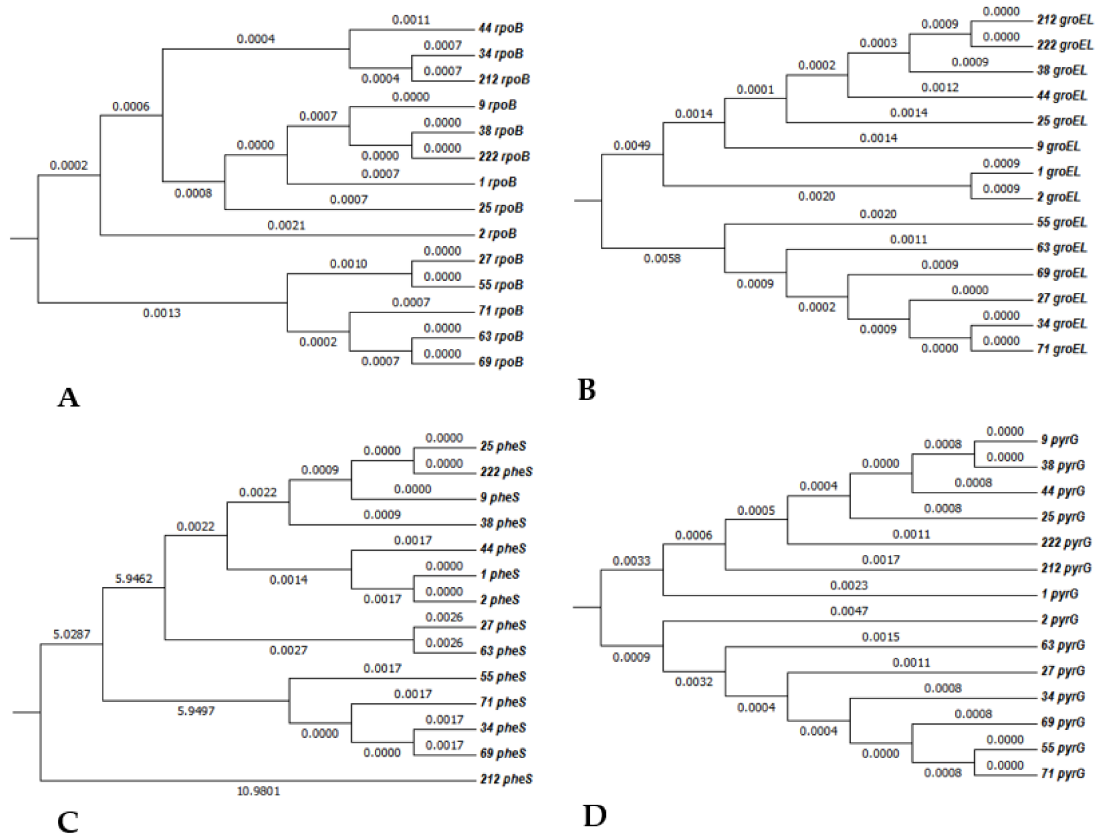 0.0011
44 rpoB
0.0004
0.0007
34 rpoB
0.0004
0.0007
212 rpoB
0.0006
0.0000
9 rpoB
0.0007
0.0000
38 rpoB
0.0000
0.0000
0.0000
222 rpoB
0.0002
0.0007
1 rpoB
0.0008
0.0007
25 rpoB
0.0021
2 rpoB
0.0000
27 rpoB
0.0010
0.0000
55 rpoB
0.0013
0.0007
71 rpoB
0.0002
0.0000
63 rpoB
0.0007
0.0000
69 rpoB
A
0.0000
212 groEL
0.0009
0.0000
222 groEL
0.0003
0.0009
38 groEL
0.0002
0.0012
44 groEL
0.0001
0.0014
25 groEL
0.0014
0.0014
9 groEL
0.0049
0.0009
1 groEL
0.0020
0.0009
2 groEL
0.0020
55 groEL
0.0058
0.0011
63 groEL
0.0009
0.0009
69 groEL
0.0002
0.0000
27 groEL
0.0009
0.0000
34 groEL
0.0000
0.0000
71 groEL
B
0.0000
25 pheS
0.0000
0.0000
222 pheS
0.0009
0.0000
9 pheS
0.0022
0.0009
38 pheS
0.0022
0.0017
44 pheS
0.0014
0.0000
1 pheS
0.0017
0.0000
2 pheS
5.9462
0.0026
27 pheS
0.0027
0.0026
63 pheS
5.0287
0.0017
55 pheS
5.9497
0.0017
71 pheS
0.0000
0.0017
34 pheS
0.0000
0.0017
69 pheS
212 pheS
10.9801
C
0.0000
9 pyrG
0.0008
0.0000
38 pyrG
0.0000
0.0008
44 pyrG
0.0004
0.0008
25 pyrG
0.0005
0.0011
222 pyrG
0.0006
0.0017
212 pyrG
0.0033
0.0023
1 pyrG
0.0047
2 pyrG
0.0009
0.0015
63 pyrG
0.0032
0.0011
27 pyrG
0.0004
0.0008
34 pyrG
0.0004
0.0008
69 pyrG
0.0000
0.0000
55 pyrG
0.0008
0.0000
71 pyrG
D